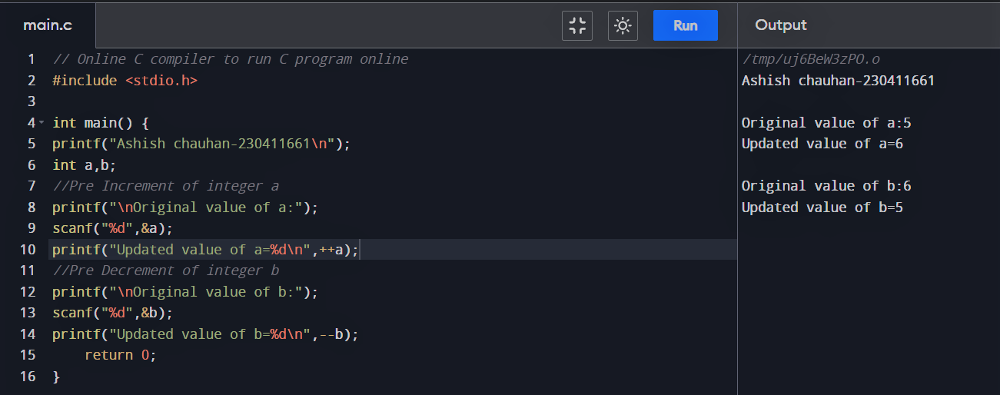 main.c
Run
Output
1 // Online C compiler to run C program online
2 #include <stdio.h>
3
4 int main() {
5 printf("Ashish chauhan-230411661\n");
6 int a,b;
7 //Pre Increment of integer a
8 printf("\nOriginal value of a:");
9 scanf("%d",&a);
10 printf("Updated value of a=%d\n",++a);
11 //Pre Decrement of integer b
12 printf("\nOriginal value of b:");
13 scanf("%d",&b);
14 printf("Updated value of b=%d\n",--b);
15     return 0;
16 }
/tmp/uj6BeW3zPO.o
Ashish chauhan-230411661
Original value of a:5
Updated value of a=6
Original value of b:6
Updated value of b=5